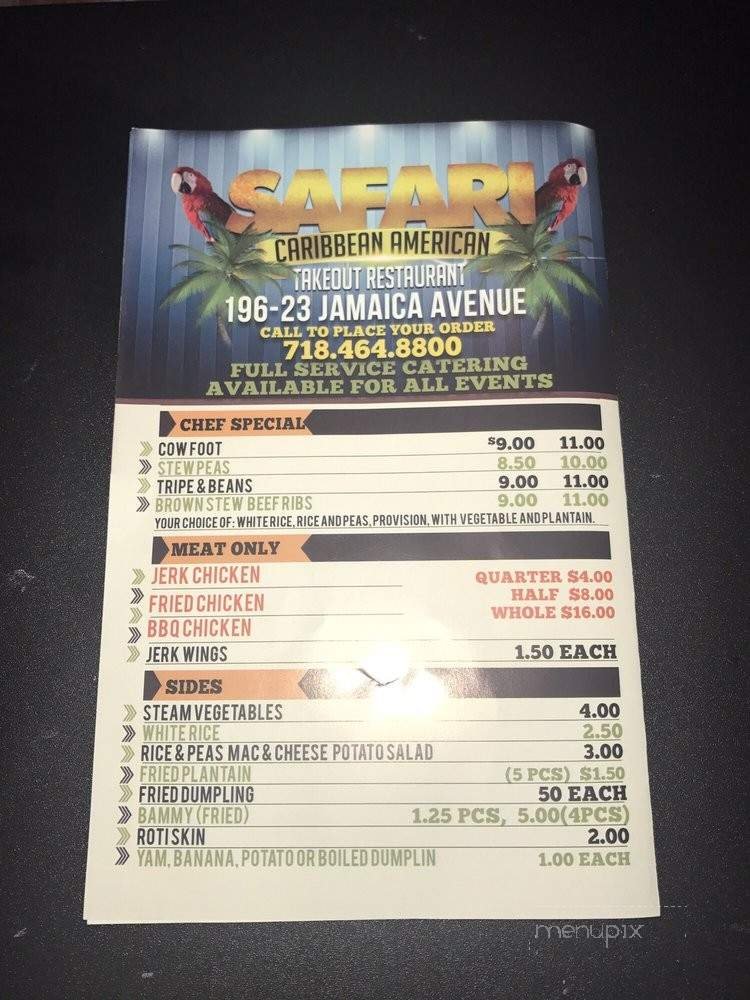 SAFARI
CARIBBEAN AMERICAN
TAKEOUT RESTAURANT
196-23 JAMAICA AVENUE
CALL TO PLACE YOUR ORDER
718.464.8800
FULL SERVICE CATERING
AVAILABLE FOR ALL EVENTS
CHEF SPECIAL
COW FOOT $9.00 11.00
STEW PEAS 8.50 10.00
TRIPE & BEANS 9.00 11.00
BROWN STEW BEEF RIBS 9.00 11.00
YOUR CHOICE OF: WHITE RICE, RICE AND PEAS, PROVISION, WITH VEGETABLE AND PLANTAIN.
MEAT ONLY
JERK CHICKEN QUARTER $4.00
HALF $8.00
FRIED CHICKEN WHOLE $16.00
BBQ CHICKEN
JERK WINGS 1.50 EACH
SIDES
STEAM VEGETABLES 4.00
WHITE RICE 2.50
RICE & PEAS MAC & CHEESE POTATO SALAD 3.00
FRIED PLANTAIN (5 PCS) $1.50
FRIED DUMPLING 50 EACH
BAMMY (FRIED) 1.25 PCS, 5.00(4PCS)
ROTI SKIN 2.00
YAM, BANANA, POTATO OR BOILED DUMPLIN 1.00 EACH
menupix